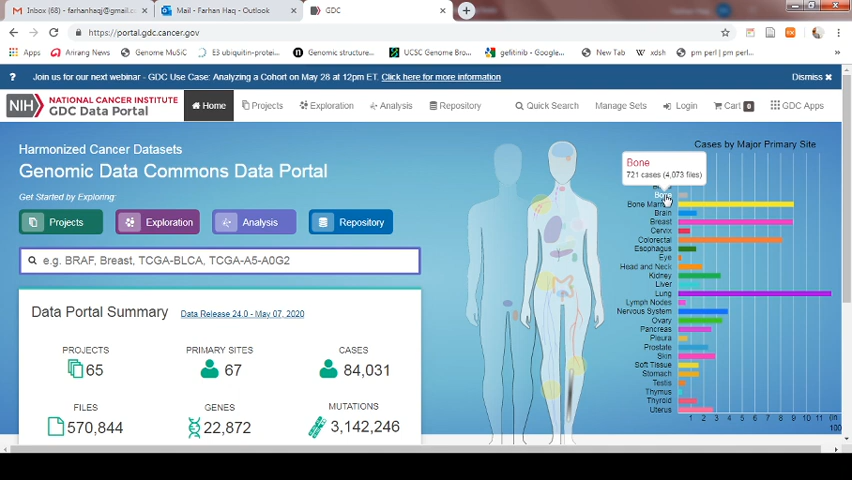 Inbox (68) - farhanhaqj@gmail.c
Mail - Farhan Haq - Outlook
GDC
https://portal.gdc.cancer.gov
Apps
Arirang News
Genome MuSiC
E3 ubiquitin-protein...
Genomic structure...
UCSC Genome Bro...
gefitinib - Google...
New Tab
xdsh
pm perl | pm perl...
? Join us for our next webinar - GDC Use Case: Analyzing a Cohort on May 28 at 12pm ET. Click here for more information
Dismiss ✖
NIH NATIONAL CANCER INSTITUTE
GDC Data Portal
Home
Projects
Exploration
Analysis
Repository
Quick Search
Manage Sets
Login
Cart 0
GDC Apps
Harmonized Cancer Datasets
Genomic Data Commons Data Portal
Get Started by Exploring:
Projects
Exploration
Analysis
Repository
e.g. BRAF, Breast, TCGA-BLCA, TCGA-A5-A0G2
Data Portal Summary
Data Release 24.0 - May 07, 2020
PROJECTS
65
PRIMARY SITES
67
CASES
84,031
FILES
570,844
GENES
22,872
MUTATIONS
3,142,246
Cases by Major Primary Site
Bone
721 cases (4,073 files)
Bone
Bone Marrow
Brain
Breast
Cervix
Colorectal
Esophagus
Eye
Head and Neck
Kidney
Liver
Lung
Lymph Nodes
Nervous System
Ovary
Pancreas
Pleura
Prostate
Skin
Soft Tissue
Stomach
Testis
Thymus
Thyroid
Uterus
1 2 3 4 5 6 7 8 9 10 11